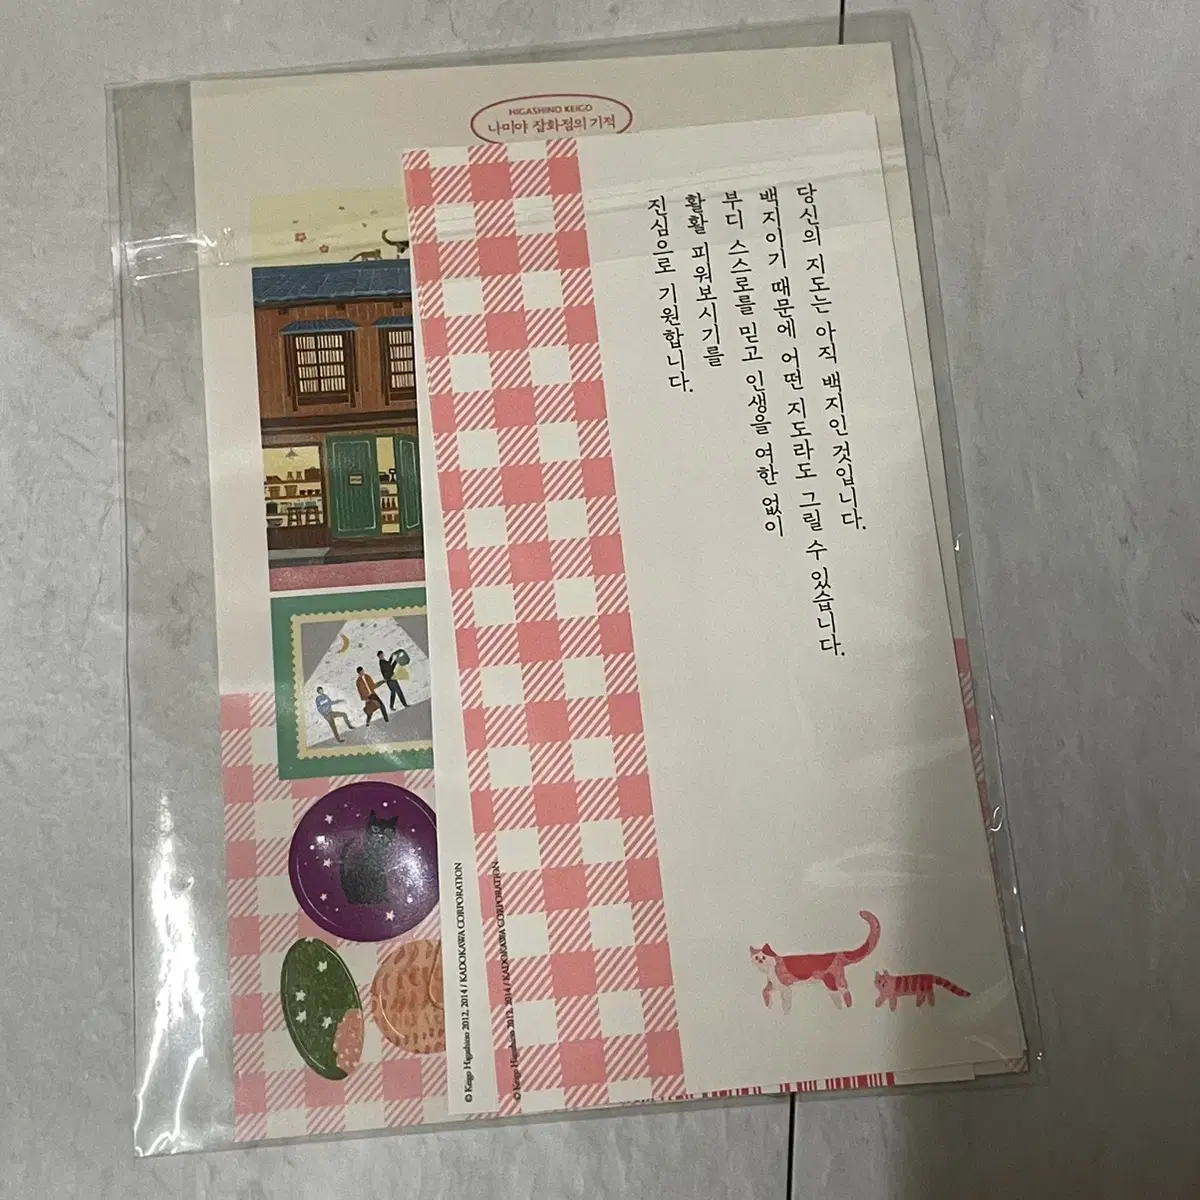 HIGASHINO KEIGO
나미야 잡화점의 기적
당신의 지도는 아직 백지인 것입니다.
백지이기 때문에 어떤 지도라도 그릴 수 있습니다.
부디 스스로를 믿고 인생을 여한 없이
활활 피워보시기를
진심으로 기원합니다.
© Keigo Higashino 2012, 2014 / KADOKAWA CORPORATION
© Keigo Higashino 2012, 2014 / KADOKAWA CORPORATION